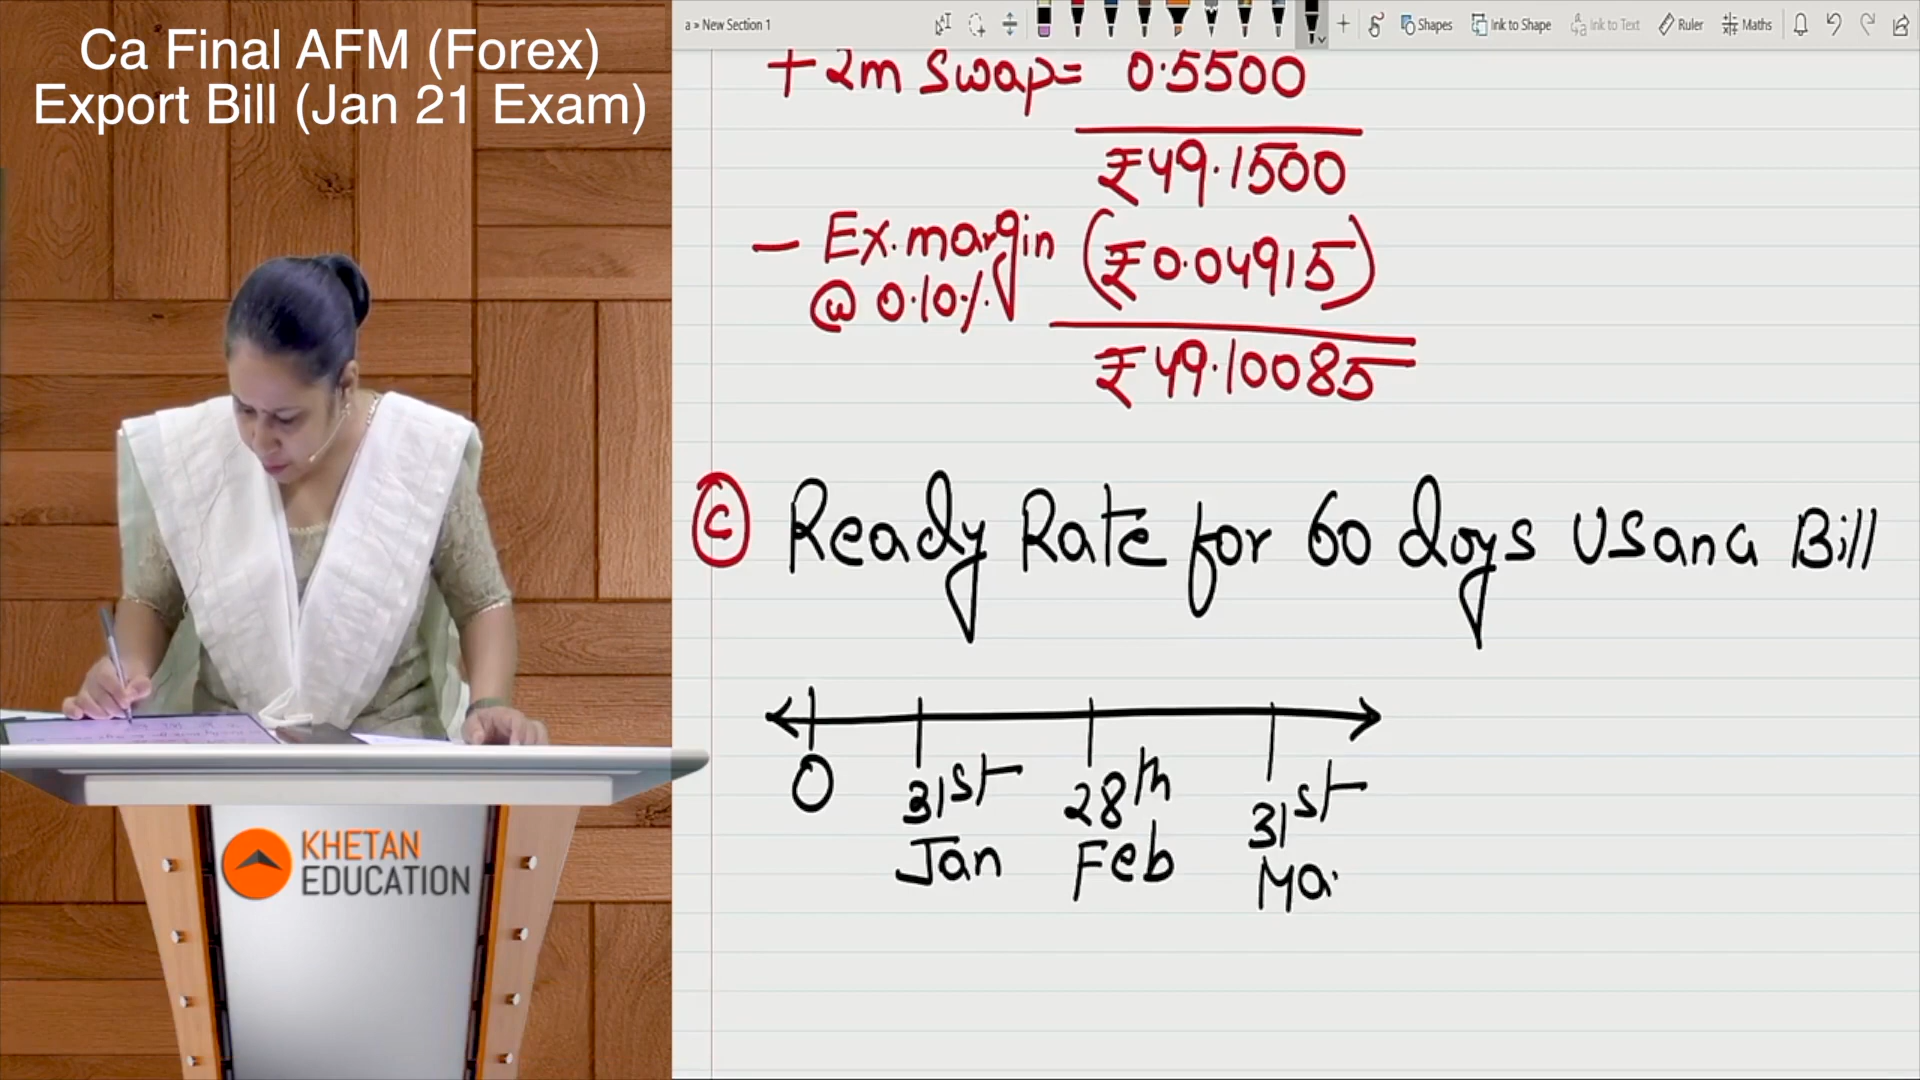 Ca Final AFM (Forex)
Export Bill (Jan 21 Exam)
a » New Section 1
Shapes
Ink to Shape
Ink to Text
Ruler
Maths
+ 2m Swap = 0.5500
₹49.1500
- Ex. margin (₹0.04915)
@ 0.10%
₹49.10085
C Ready Rate for 60 days Usana Bill
0 31st 28th 31st
Jan Feb Mar
KHETAN
EDUCATION